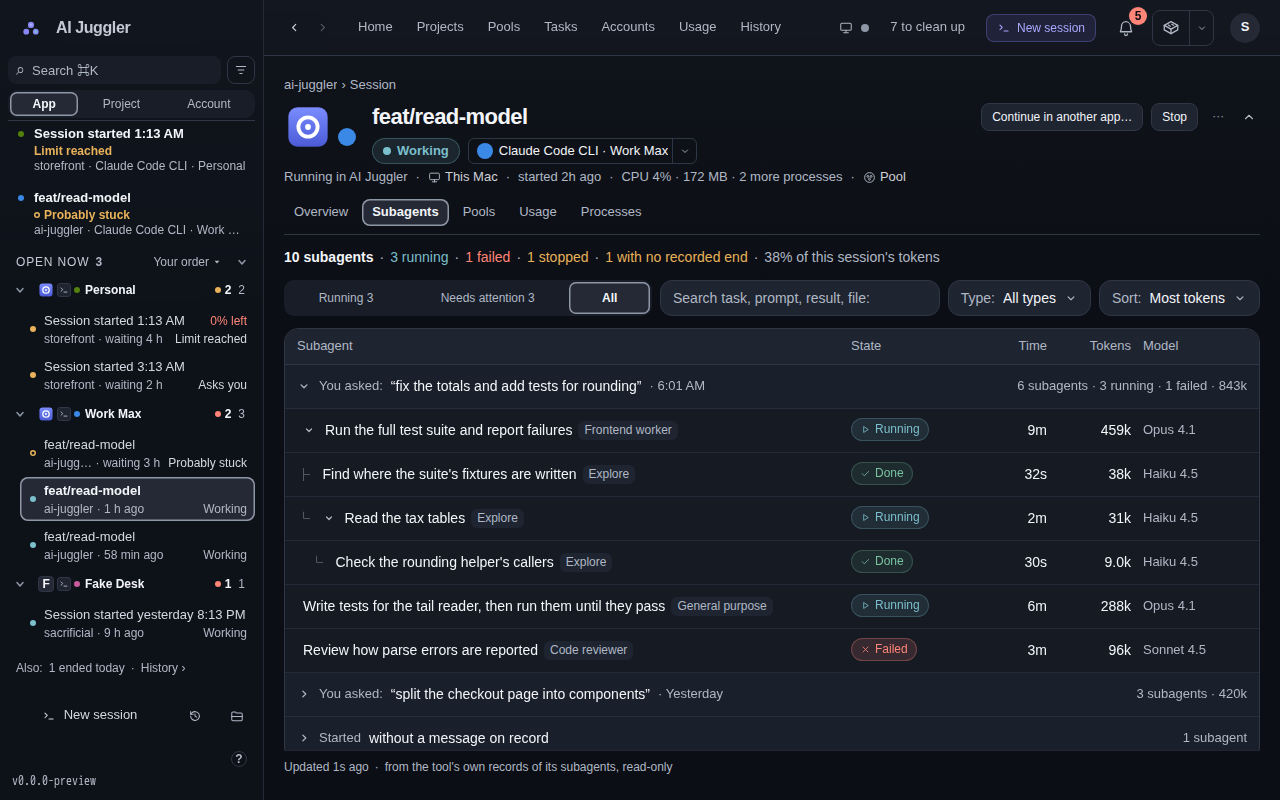 AI Juggler
Search ⌘K
App Project Account
Session started 1:13 AM
Limit reached
storefront · Claude Code CLI · Personal
feat/read-model
Probably stuck
ai-juggler · Claude Code CLI · Work …
OPEN NOW 3 Your order
Personal 2 2
Session started 1:13 AM 0% left
storefront · waiting 4 h Limit reached
Session started 3:13 AM
storefront · waiting 2 h Asks you
Work Max 2 3
feat/read-model
ai-jugg… · waiting 3 h Probably stuck
feat/read-model
ai-juggler · 1 h ago Working
feat/read-model
ai-juggler · 58 min ago Working
F Fake Desk 1 1
Session started yesterday 8:13 PM
sacrificial · 9 h ago Working
Also: 1 ended today · History ›
New session
?
v0.0.0-preview
Home Projects Pools Tasks Accounts Usage History
7 to clean up New session 5 S
ai-juggler › Session
feat/read-model
Continue in another app… Stop ···
Working Claude Code CLI · Work Max
Running in AI Juggler · This Mac · started 2h ago · CPU 4% · 172 MB · 2 more processes · Pool
Overview Subagents Pools Usage Processes
10 subagents · 3 running · 1 failed · 1 stopped · 1 with no recorded end · 38% of this session's tokens
Running 3 Needs attention 3 All Search task, prompt, result, file: Type: All types Sort: Most tokens
Subagent State Time Tokens Model
You asked: “fix the totals and add tests for rounding” · 6:01 AM 6 subagents · 3 running · 1 failed · 843k
Run the full test suite and report failures Frontend worker Running 9m 459k Opus 4.1
Find where the suite's fixtures are written Explore Done 32s 38k Haiku 4.5
Read the tax tables Explore Running 2m 31k Haiku 4.5
Check the rounding helper's callers Explore Done 30s 9.0k Haiku 4.5
Write tests for the tail reader, then run them until they pass General purpose Running 6m 288k Opus 4.1
Review how parse errors are reported Code reviewer Failed 3m 96k Sonnet 4.5
You asked: “split the checkout page into components” · Yesterday 3 subagents · 420k
Started without a message on record 1 subagent
Updated 1s ago · from the tool's own records of its subagents, read-only